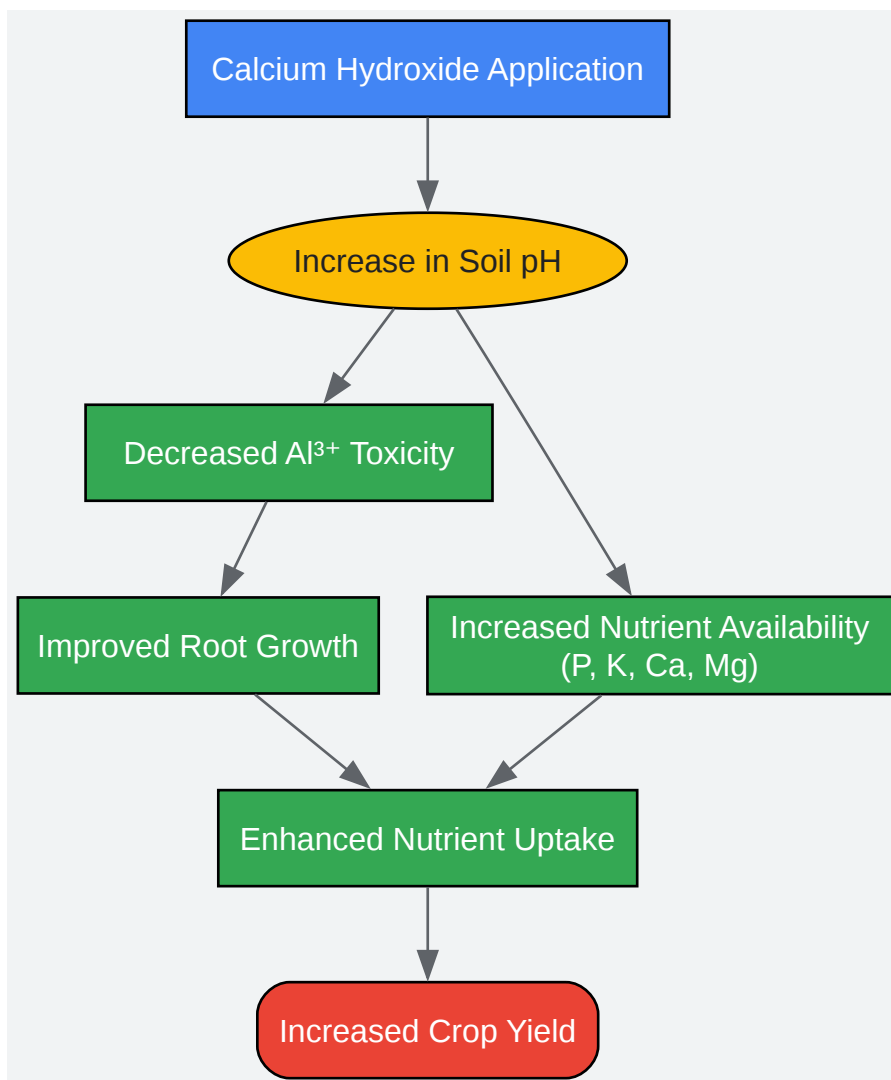 Calcium Hydroxide Application
Increase in Soil pH
Decreased Al³⁺ Toxicity
Improved Root Growth
Increased Nutrient Availability
(P, K, Ca, Mg)
Enhanced Nutrient Uptake
Increased Crop Yield